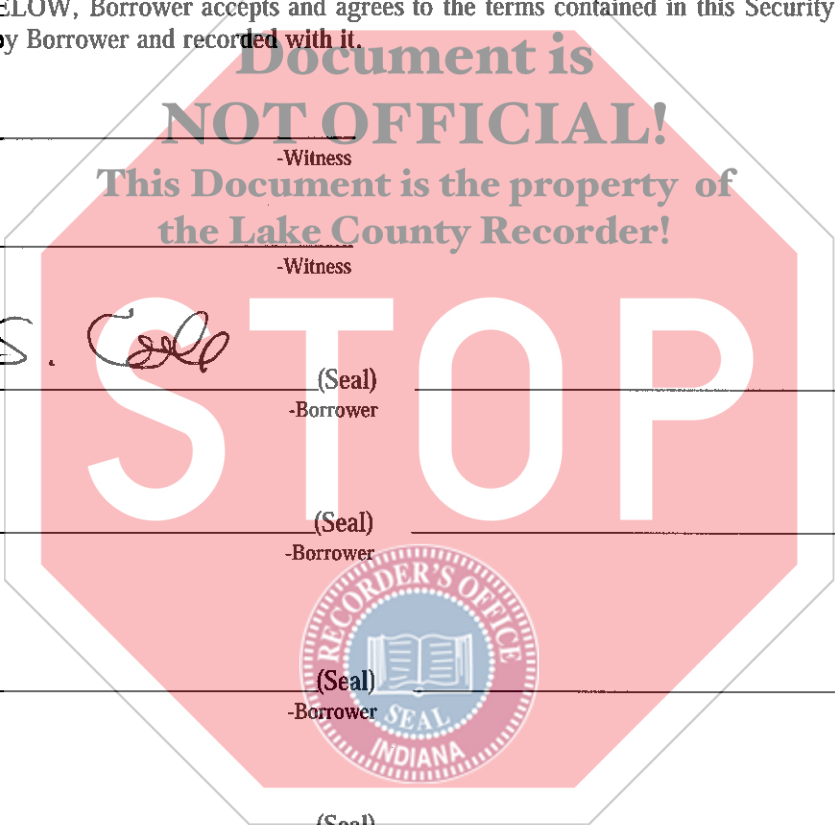 ELOW, Borrower accepts and agrees to the terms contained in this Security
y Borrower and recorded with it.
Document is
NOT OFFICIAL!
-Witness
This Document is the property of
the Lake County Recorder!
-Witness
S.
STOP
(Seal)
-Borrower
(Seal)
-Borrower
RECORDER'S OFFICE
(Seal)
-Borrower
SEAL
INDIANA
(Seal)